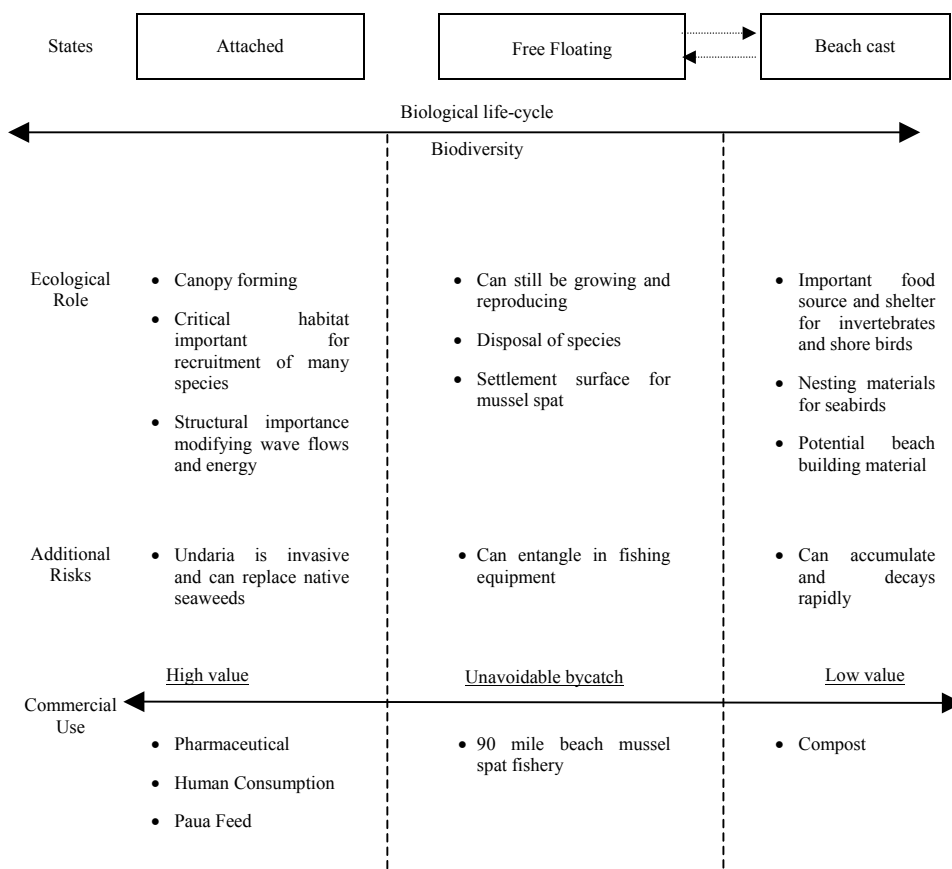 States
Attached
Free Floating
Beach cast
Biological life-cycle
Biodiversity
Ecological
Role
• Canopy forming
• Critical habitat
important for
recruitment of many
species
• Structural importance
modifying wave flows
and energy
• Can still be growing and
reproducing
• Disposal of species
• Settlement surface for
mussel spat
• Important food
source and shelter
for invertebrates
and shore birds
• Nesting materials
for seabirds
• Potential beach
building material
Additional
Risks
• Undaria is invasive
and can replace native
seaweeds
• Can entangle in fishing
equipment
• Can accumulate
and decays
rapidly
High value
Unavoidable bycatch
Low value
Commercial
Use
• Pharmaceutical
• Human Consumption
• Paua Feed
• 90 mile beach mussel
spat fishery
• Compost